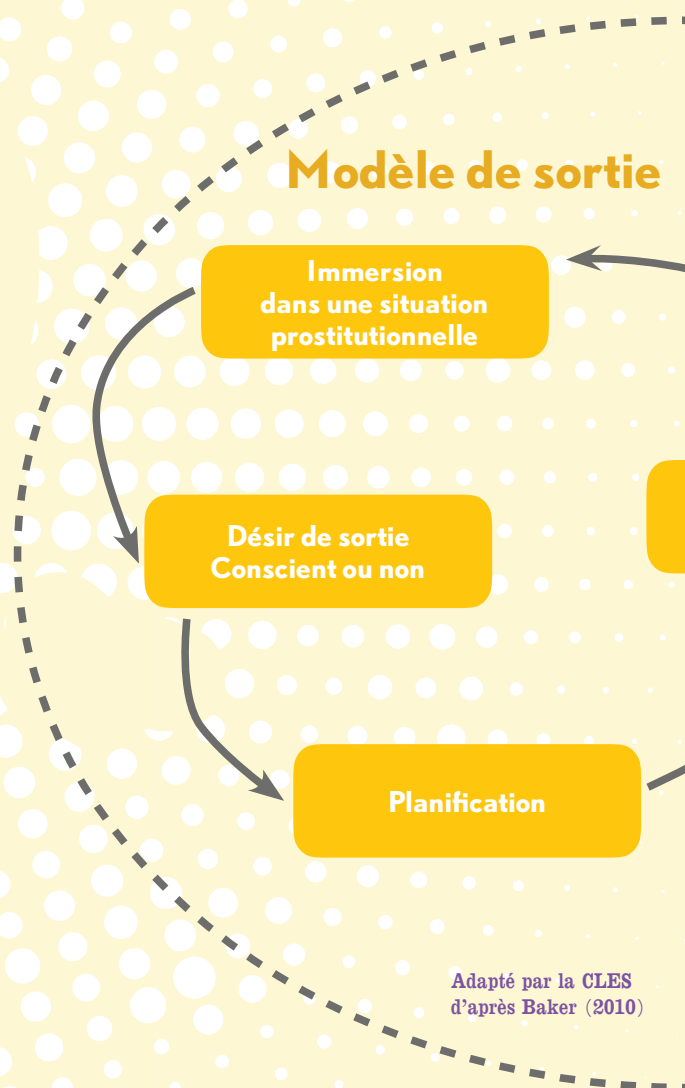 Modèle de sortie
Immersion
dans une situation
prostitutionnelle
Désir de sortie
Conscient ou non
Planification
Adapté par la CLES
d'après Baker (2010)